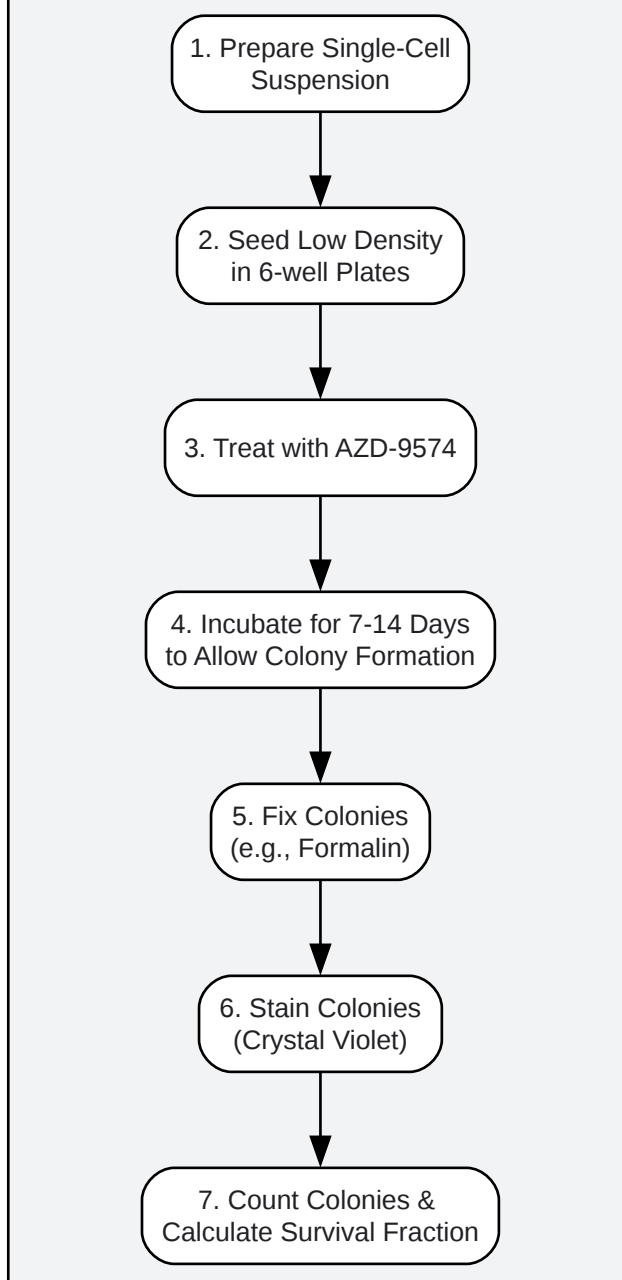 1. Prepare Single-Cell
Suspension
2. Seed Low Density
in 6-well Plates
3. Treat with AZD-9574
4. Incubate for 7-14 Days
to Allow Colony Formation
5. Fix Colonies
(e.g., Formalin)
6. Stain Colonies
(Crystal Violet)
7. Count Colonies &
Calculate Survival Fraction